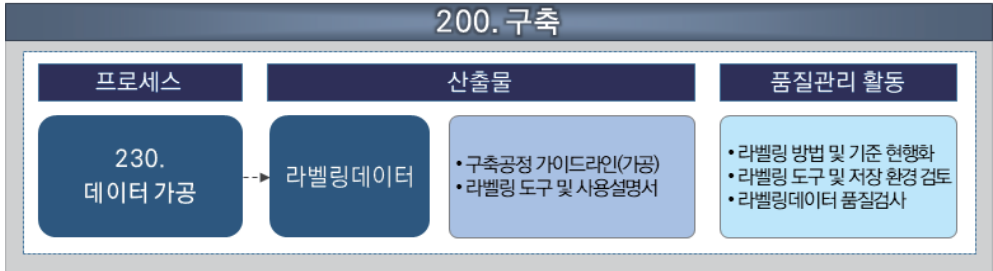 200. 구축
프로세스
산출물
품질관리 활동
230.
데이터 가공
라벨링데이터
• 구축공정 가이드라인(가공)
• 라벨링 도구 및 사용설명서
• 라벨링 방법 및 기준 현행화
• 라벨링 도구 및 저장 환경 검토
• 라벨링데이터 품질검사